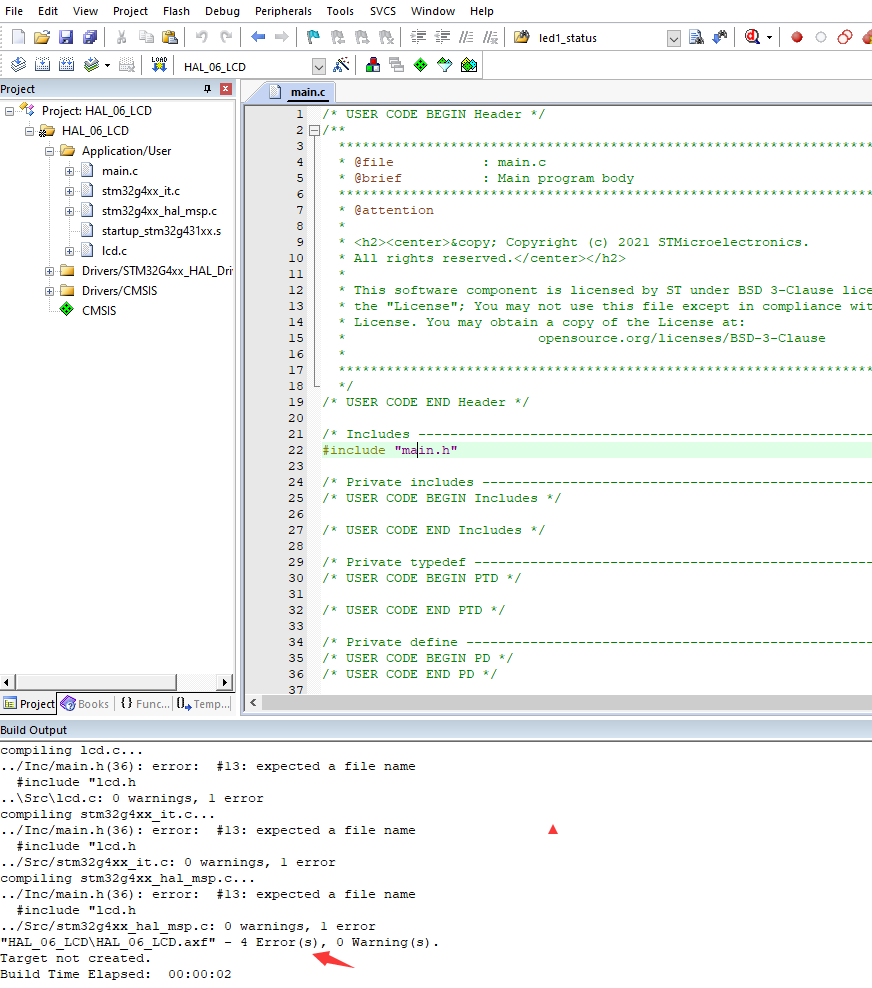 File Edit View Project Flash Debug Peripherals Tools SVCS Window Help
led1_status
LOAD
HAL_06_LCD
Project
main.c
Project: HAL_06_LCD
HAL_06_LCD
Application/User
main.c
stm32g4xx_it.c
stm32g4xx_hal_msp.c
startup_stm32g431xx.s
lcd.c
Drivers/STM32G4xx_HAL_Dri
Drivers/CMSIS
CMSIS
Project Books {} Func... Temp...
1 /* USER CODE BEGIN Header */
2 /**
3 ******************************************************************
4 * @file : main.c
5 * @brief : Main program body
6 ******************************************************************
7 * @attention
8 *
9 * <h2><center>&copy; Copyright (c) 2021 STMicroelectronics.
10 * All rights reserved.</center></h2>
11 *
12 * This software component is licensed by ST under BSD 3-Clause lice
13 * the "License"; You may not use this file except in compliance wit
14 * License. You may obtain a copy of the License at:
15 * opensource.org/licenses/BSD-3-Clause
16 *
17 ******************************************************************
18 */
19 /* USER CODE END Header */
20
21 /* Includes ---------------------------------------------------------
22 #include "main.h"
23
24 /* Private includes -------------------------------------------------
25 /* USER CODE BEGIN Includes */
26
27 /* USER CODE END Includes */
28
29 /* Private typedef --------------------------------------------------
30 /* USER CODE BEGIN PTD */
31
32 /* USER CODE END PTD */
33
34 /* Private define ---------------------------------------------------
35 /* USER CODE BEGIN PD */
36 /* USER CODE END PD */
37
Build Output
compiling lcd.c...
../Inc/main.h(36): error: #13: expected a file name
#include "lcd.h
..\Src\lcd.c: 0 warnings, 1 error
compiling stm32g4xx_it.c...
../Inc/main.h(36): error: #13: expected a file name
#include "lcd.h
../Src/stm32g4xx_it.c: 0 warnings, 1 error
compiling stm32g4xx_hal_msp.c...
../Inc/main.h(36): error: #13: expected a file name
#include "lcd.h
../Src/stm32g4xx_hal_msp.c: 0 warnings, 1 error
"HAL_06_LCD\HAL_06_LCD.axf" - 4 Error(s), 0 Warning(s).
Target not created.
Build Time Elapsed: 00:00:02